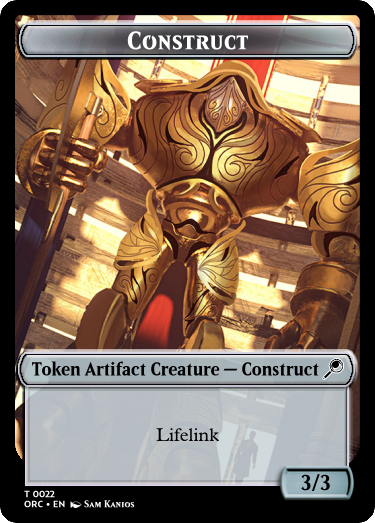 Construct
Token Artifact Creature — Construct
Lifelink
3/3
T 0022
ORC • EN Sam Kanios